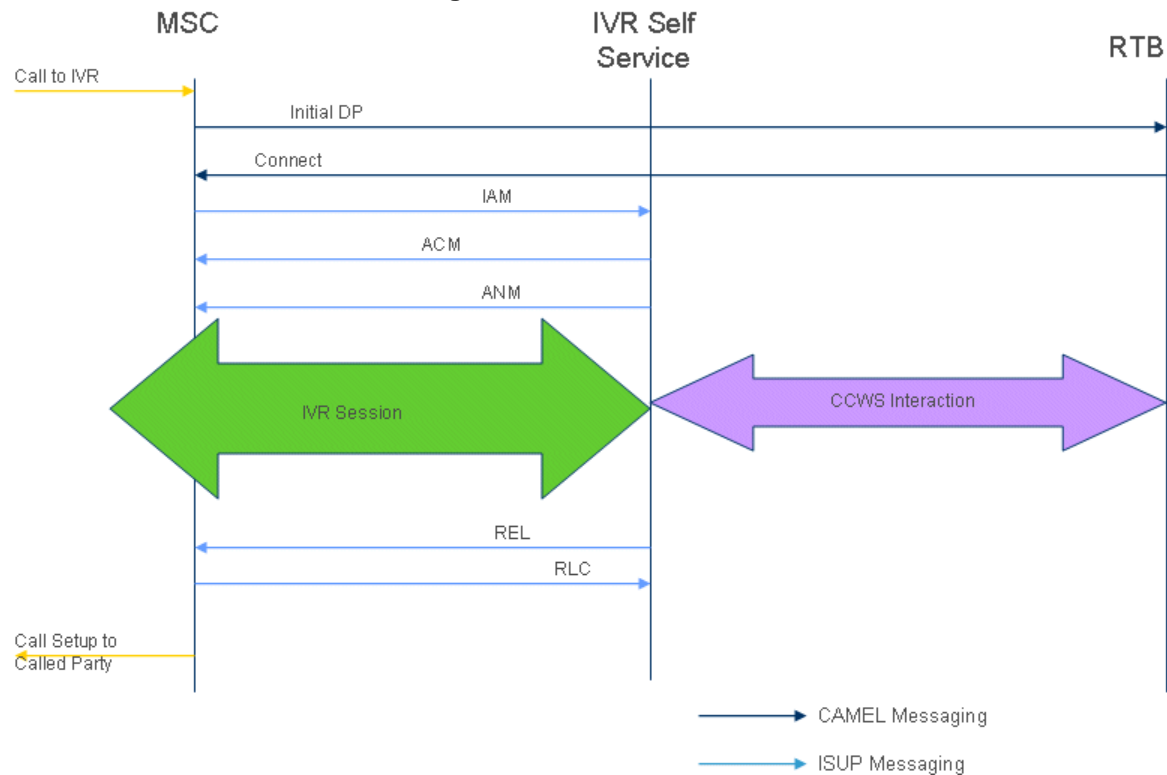 MSC
IVR Self
Service
RTB
Call to IVR
Initial DP
Connect
IAM
ACM
ANM
IVR Session
CCWS Interaction
REL
RLC
Call Setup to
Called Party
CAMEL Messaging
ISUP Messaging